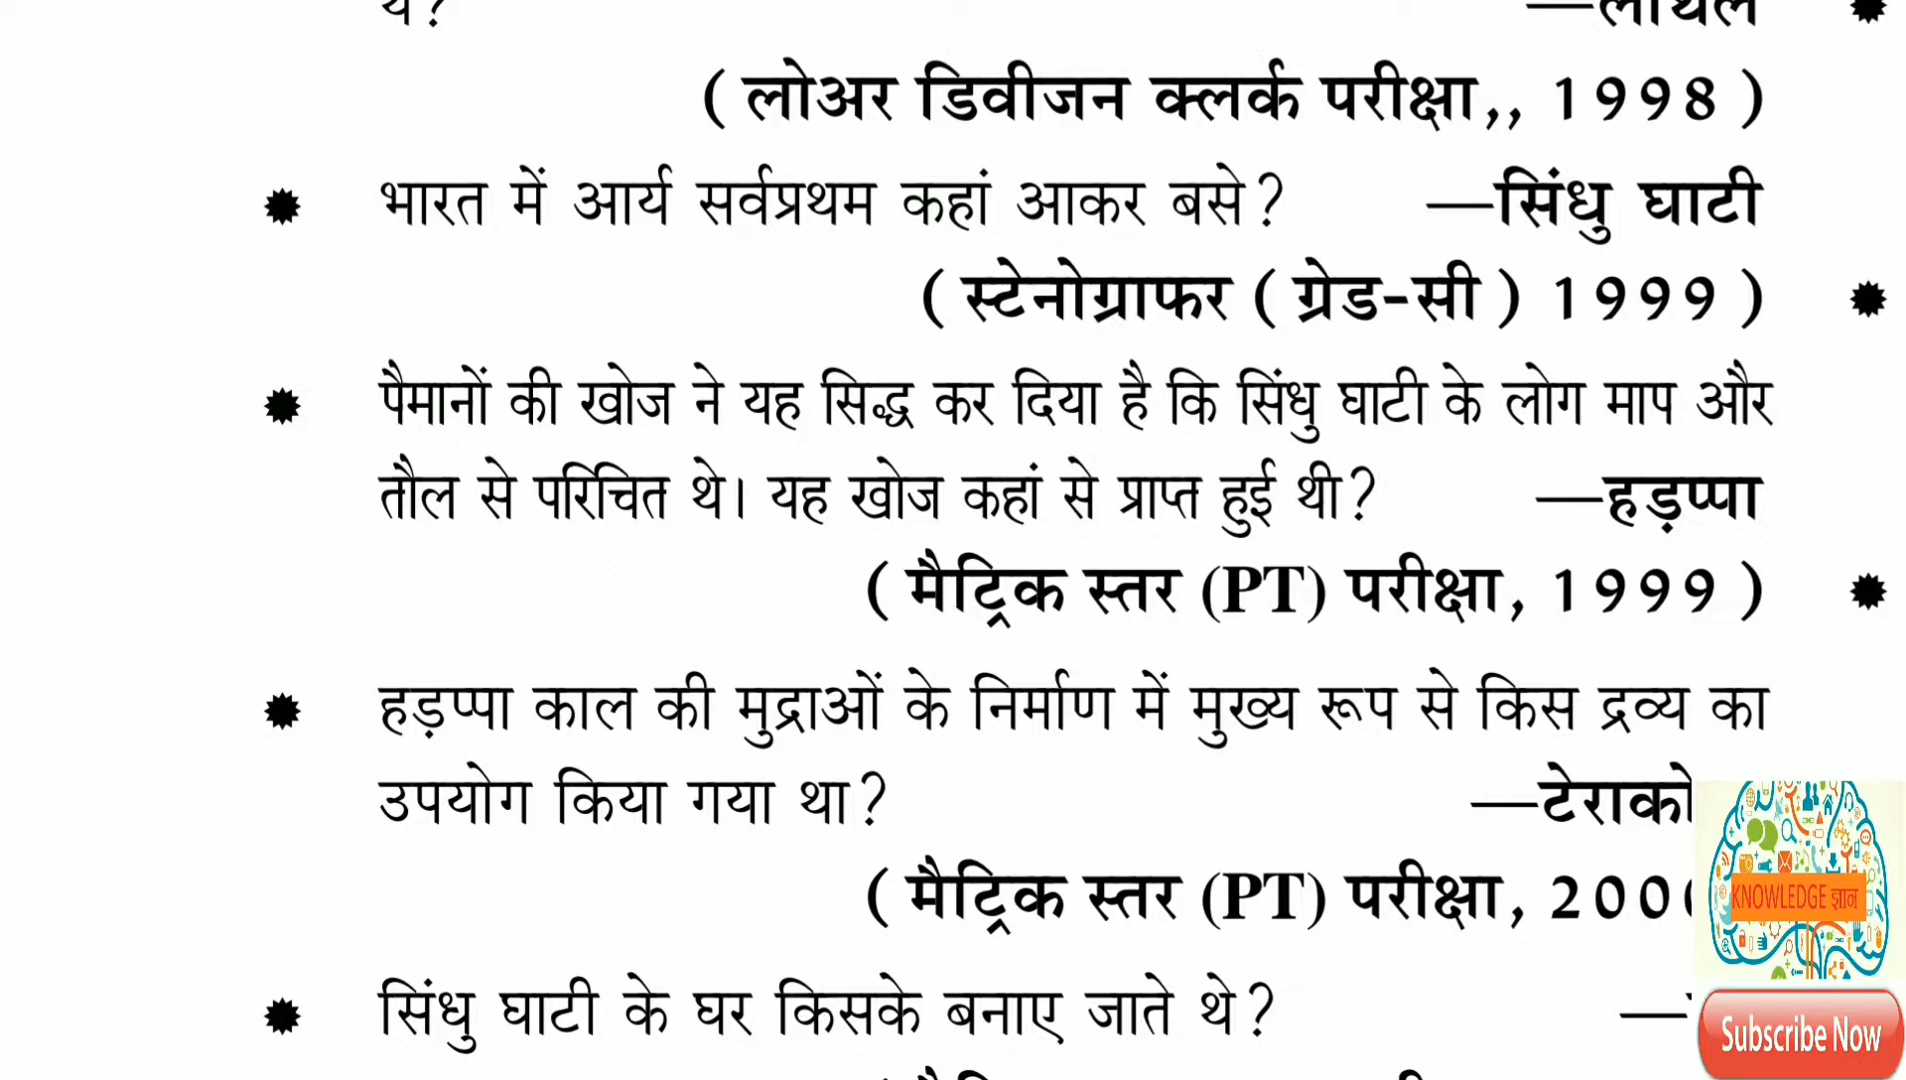 थे? —लोथल
( लोअर डिवीजन क्लर्क परीक्षा,, 1998 )
भारत में आर्य सर्वप्रथम कहां आकर बसे? —सिंधु घाटी
( स्टेनोग्राफर ( ग्रेड-सी ) 1999 )
पैमानों की खोज ने यह सिद्ध कर दिया है कि सिंधु घाटी के लोग माप और
तौल से परिचित थे। यह खोज कहां से प्राप्त हुई थी? —हड़प्पा
( मैट्रिक स्तर (PT) परीक्षा, 1999 )
हड़प्पा काल की मुद्राओं के निर्माण में मुख्य रूप से किस द्रव्य का
उपयोग किया गया था? —टेराको
( मैट्रिक स्तर (PT) परीक्षा, 200
सिंधु घाटी के घर किसके बनाए जाते थे? —
KNOWLEDGE ज्ञान
Subscribe Now